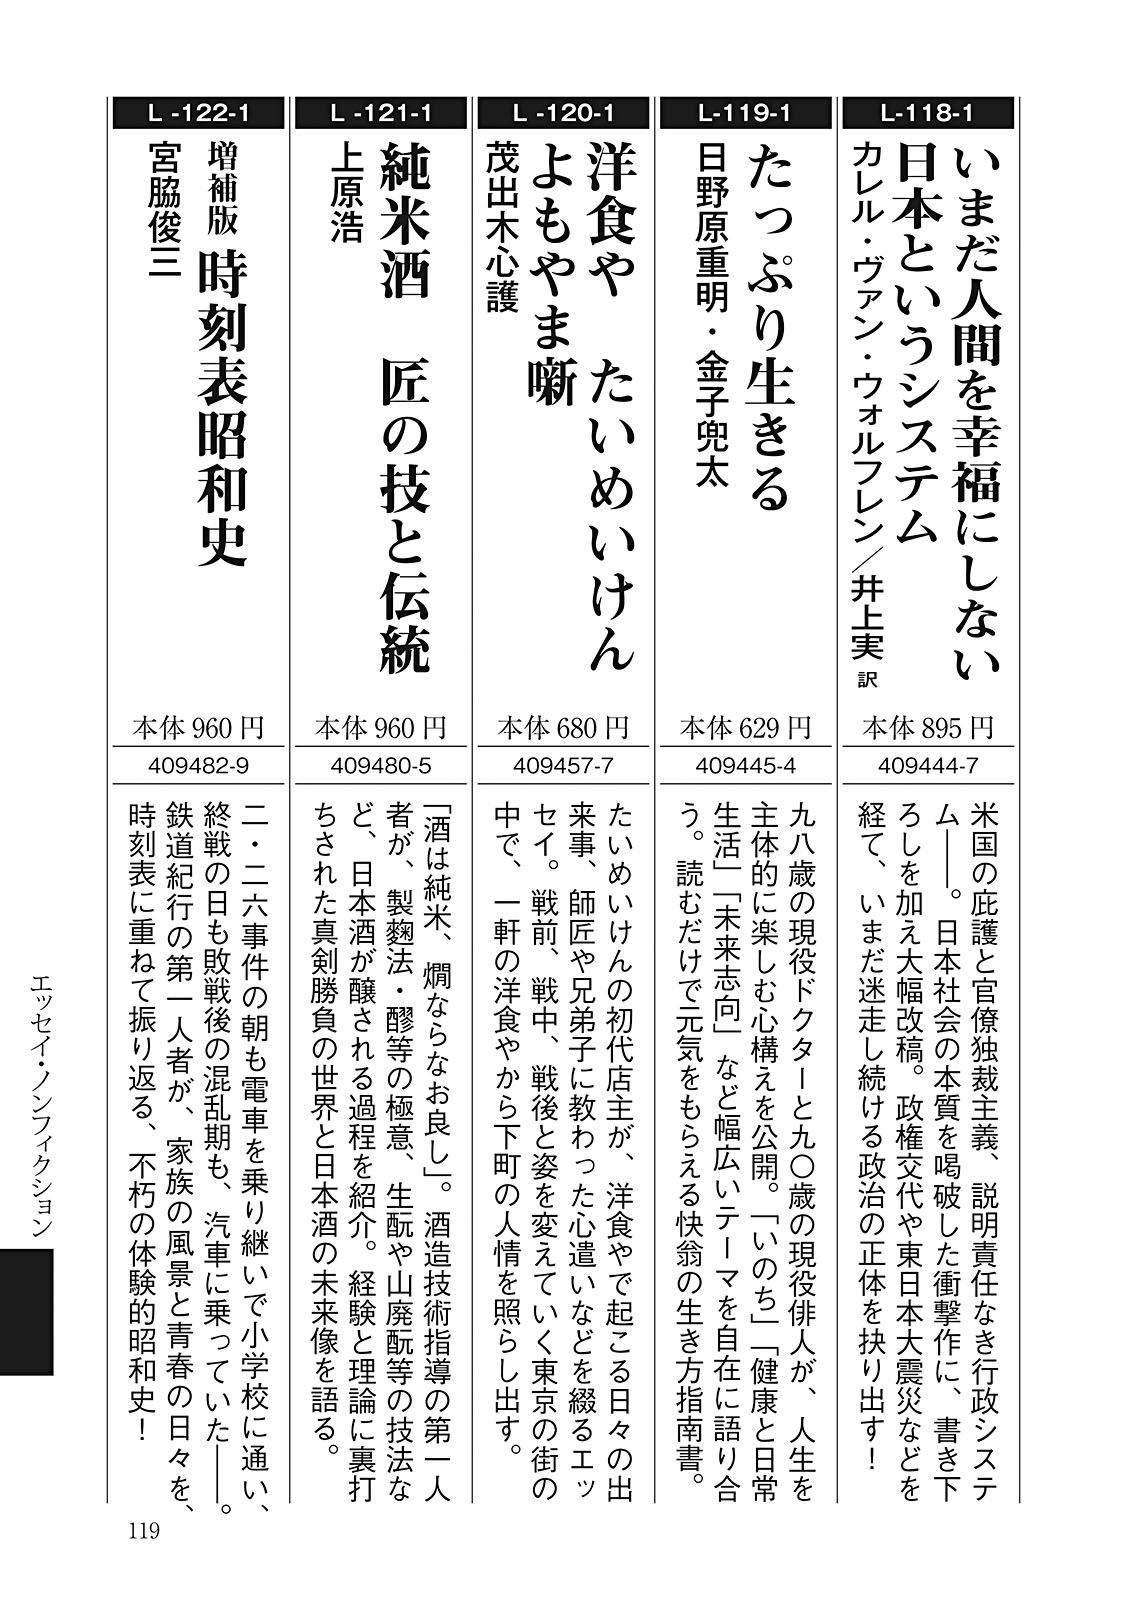 L-118-1
いまだ人間を幸福にしない
日本というシステム
カレル・ヴァン・ウォルフレン／井上実 訳
本体 895 円
409444-7
米国の庇護と官僚独裁主義、説明責任なき行政システ
ム――。日本社会の本質を喝破した衝撃作に、書き下
ろしを加え大幅改稿。政権交代や東日本大震災などを
経て、いまだ迷走し続ける政治の正体を抉り出す！
L-119-1
たっぷり生きる
日野原重明・金子兜太
本体 629 円
409445-4
九八歳の現役ドクターと九〇歳の現役俳人が、人生を
主体的に楽しむ心構えを公開。「いのち」「健康と日常
生活」「未来志向」など幅広いテーマを自在に語り合
う。読むだけで元気をもらえる快翁の生き方指南書。
L -120-1
洋食や　たいめいけん
よもやま噺
茂出木心護
本体 680 円
409457-7
たいめいけんの初代店主が、洋食やで起こる日々の出
来事、師匠や兄弟子に教わった心遣いなどを綴るエッ
セイ。戦前、戦中、戦後と姿を変えていく東京の街の
中で、一軒の洋食やから下町の人情を照らし出す。
L -121-1
純米酒　匠の技と伝統
上原浩
本体 960 円
409480-5
「酒は純米、燗ならなお良し」。酒造技術指導の第一人
者が、製麴法・醪等の極意、生酛や山廃酛等の技法な
ど、日本酒が醸される過程を紹介。経験と理論に裏打
ちされた真剣勝負の世界と日本酒の未来像を語る。
L -122-1
増補版 時刻表昭和史
宮脇俊三
本体 960 円
409482-9
二・二六事件の朝も電車を乗り継いで小学校に通い、
終戦の日も敗戦後の混乱期も、汽車に乗っていた――。
鉄道紀行の第一人者が、家族の風景と青春の日々を、
時刻表に重ねて振り返る、不朽の体験的昭和史！
エッセイ・ノンフィクション
119